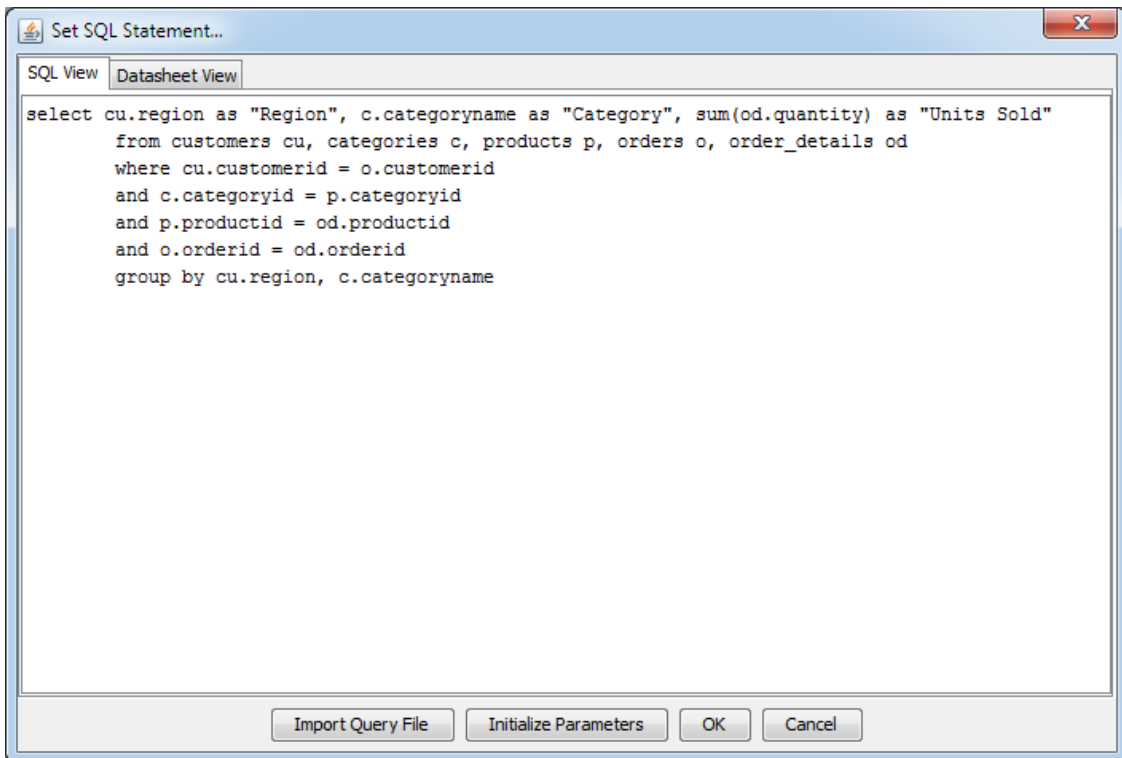 Set SQL Statement...
X
SQL View Datasheet View
select cu.region as "Region", c.categoryname as "Category", sum(od.quantity) as "Units Sold"
from customers cu, categories c, products p, orders o, order_details od
where cu.customerid = o.customerid
and c.categoryid = p.categoryid
and p.productid = od.productid
and o.orderid = od.orderid
group by cu.region, c.categoryname
Import Query File Initialize Parameters OK Cancel